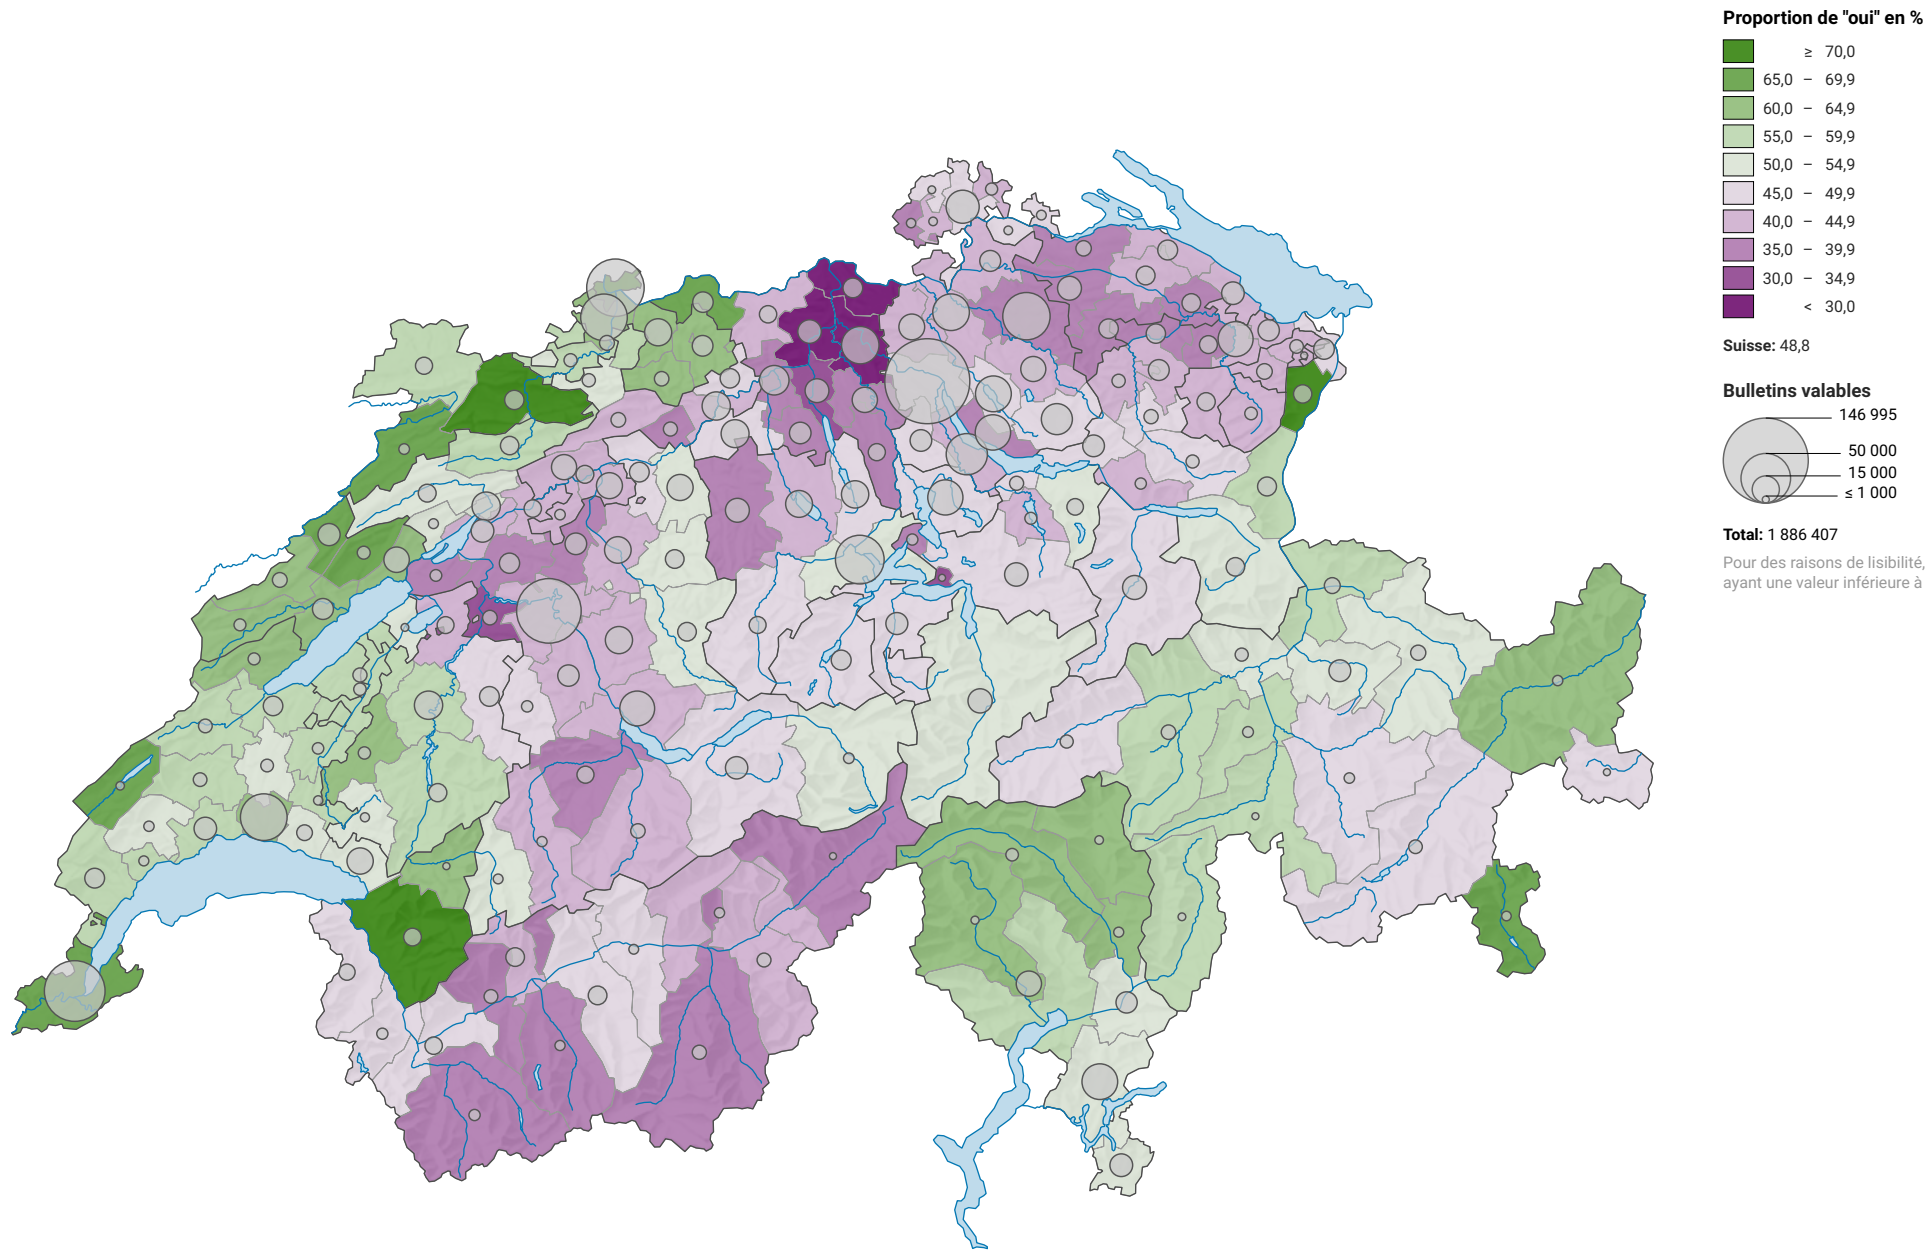 Proportion de "oui" en %
≥ 70,0
65,0 – 69,9
60,0 – 64,9
55,0 – 59,9
50,0 – 54,9
45,0 – 49,9
40,0 – 44,9
35,0 – 39,9
30,0 – 34,9
< 30,0
Suisse: 48,8
Bulletins valables
146 995
50 000
15 000
≤ 1 000
Total: 1 886 407
Pour des raisons de lisibilité,
ayant une valeur inférieure à